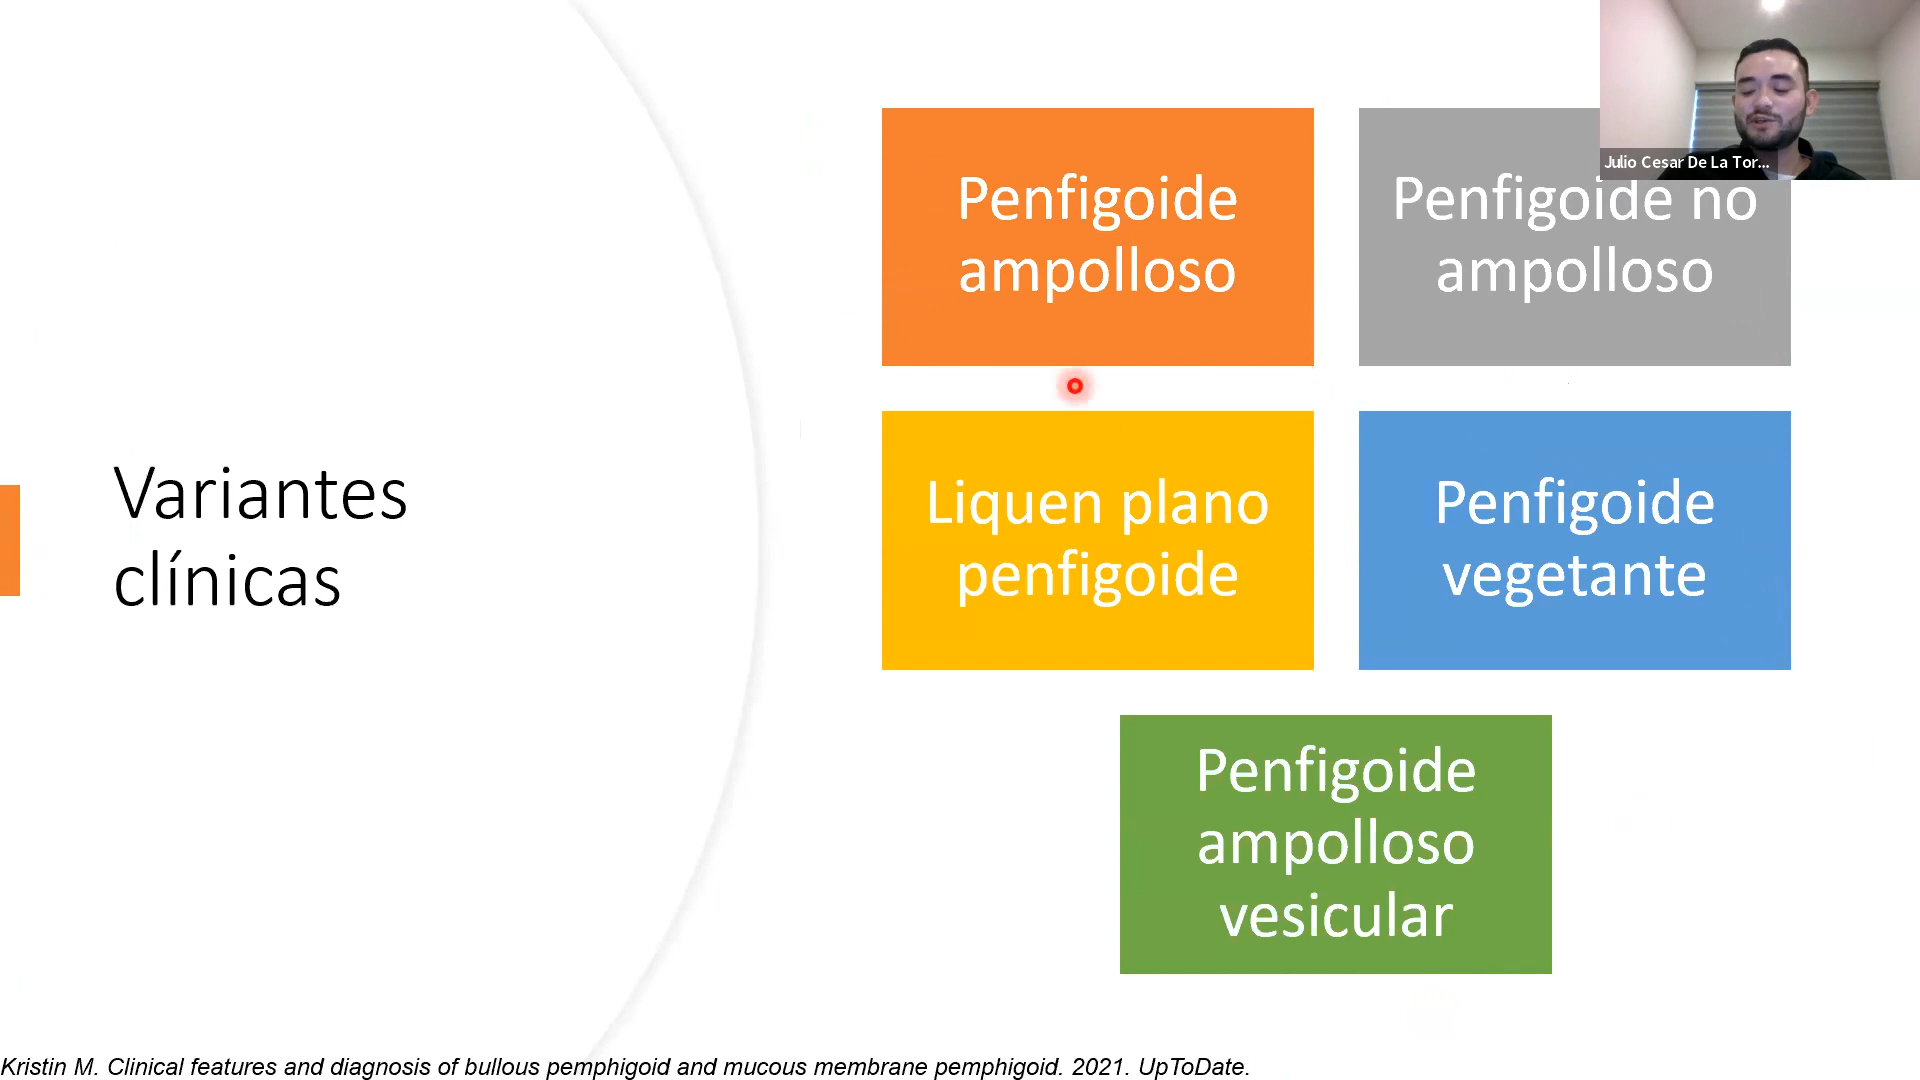 Variantes
clínicas
Penfigoide
ampolloso
Penfigoide no
ampolloso
Julio Cesar De La Tor...
Liquen plano
penfigoide
Penfigoide
vegetante
Penfigoide
ampolloso
vesicular
Kristin M. Clinical features and diagnosis of bullous pemphigoid and mucous membrane pemphigoid. 2021. UpToDate.